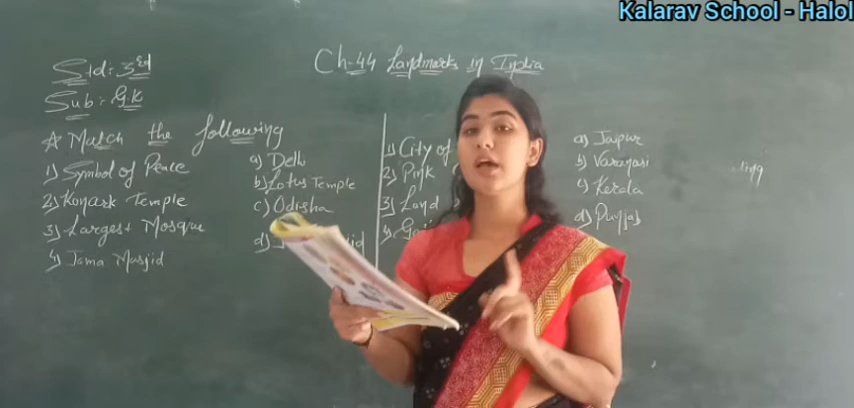 Kalarav School - Halol
Ch-44 Landmarks in India
Std: 3rd
Sub: G.K
☆ Match the following
1) Symbol of Peace
2) Konark Temple
3) Largest Mosque
4) Jama Masjid
a) Delhi
b) Lotus Temple
c) Odisha
d)
1) City of
2) Pink
3) Land
4)
a) Jaipur
b) Varanasi
c) Kerala
d) Punjab